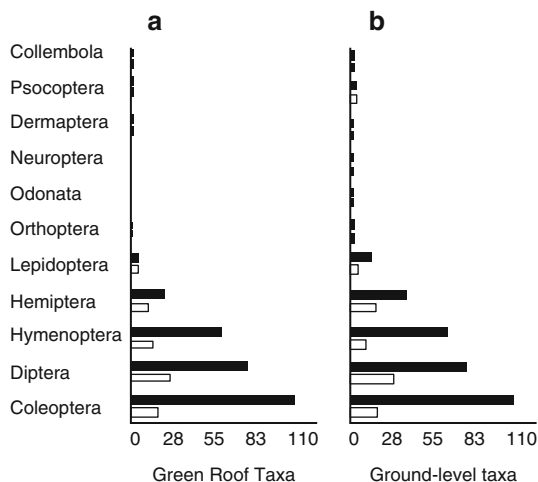 a b
Collembola
Psocoptera
Dermaptera
Neuroptera
Odonata
Orthoptera
Lepidoptera
Hemiptera
Hymenoptera
Diptera
Coleoptera
0 28 55 83 110 0 28 55 83 110
Green Roof Taxa Ground-level taxa